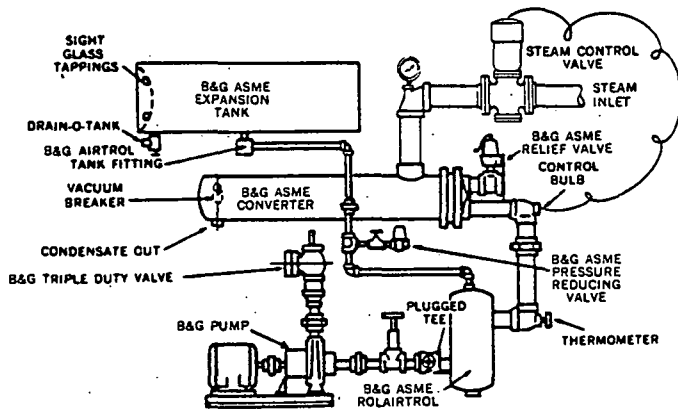 SIGHT
GLASS
TAPPINGS
B&G ASME
EXPANSION
TANK
STEAM CONTROL
VALVE
STEAM
INLET
DRAIN-O-TANK
B&G AIRTROL
TANK FITTING
B&G ASME
RELIEF VALVE
CONTROL
BULB
VACUUM
BREAKER
B&G ASME
CONVERTER
CONDENSATE OUT
B&G TRIPLE DUTY VALVE
B&G ASME
PRESSURE
REDUCING
VALVE
B&G PUMP
PLUGGED
TEE
THERMOMETER
B&G ASME
ROLAIRTROL